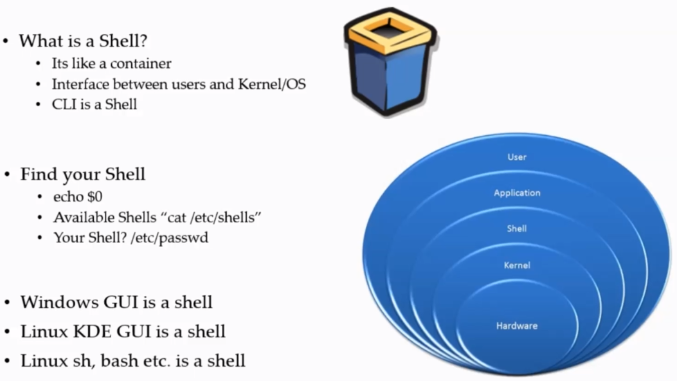 • What is a Shell?
• Its like a container
• Interface between users and Kernel/OS
• CLI is a Shell
• Find your Shell
• echo $0
• Available Shells “cat /etc/shells”
• Your Shell? /etc/passwd
• Windows GUI is a shell
• Linux KDE GUI is a shell
• Linux sh, bash etc. is a shell
User
Application
Shell
Kernel
Hardware